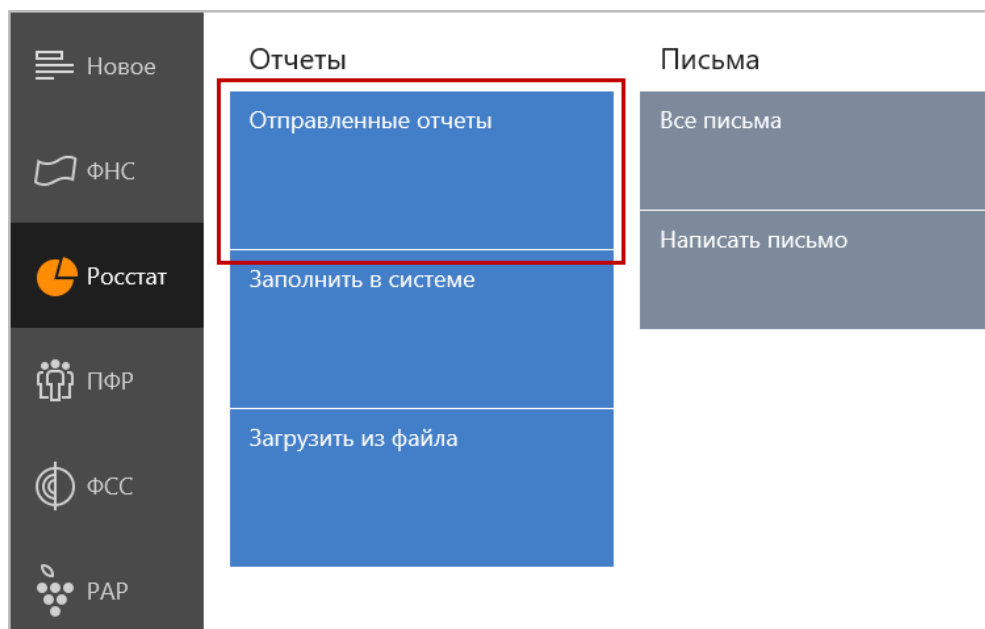 Новое
ФНС
Росстат
ПФР
ФСС
РАР
Отчеты
Отправленные отчеты
Заполнить в системе
Загрузить из файла
Письма
Все письма
Написать письмо